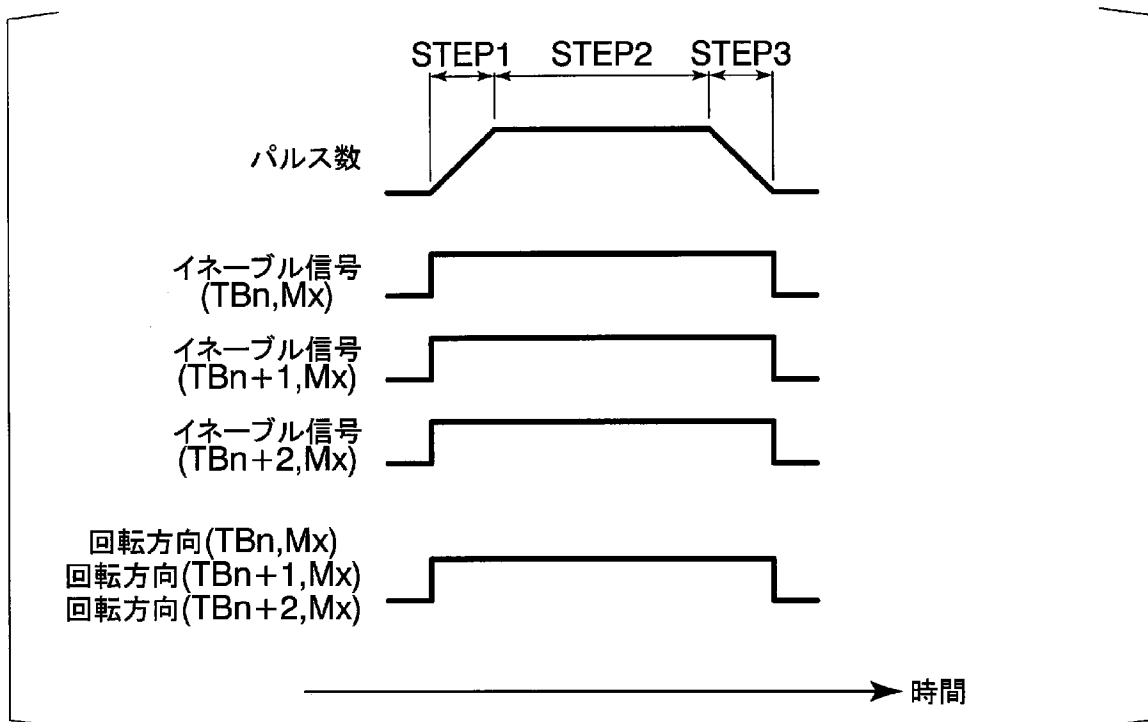 STEP1 STEP2 STEP3
パルス数
イネーブル信号
(TBn,Mx)
イネーブル信号
(TBn+1,Mx)
イネーブル信号
(TBn+2,Mx)
回転方向(TBn,Mx)
回転方向(TBn+1,Mx)
回転方向(TBn+2,Mx)
時間